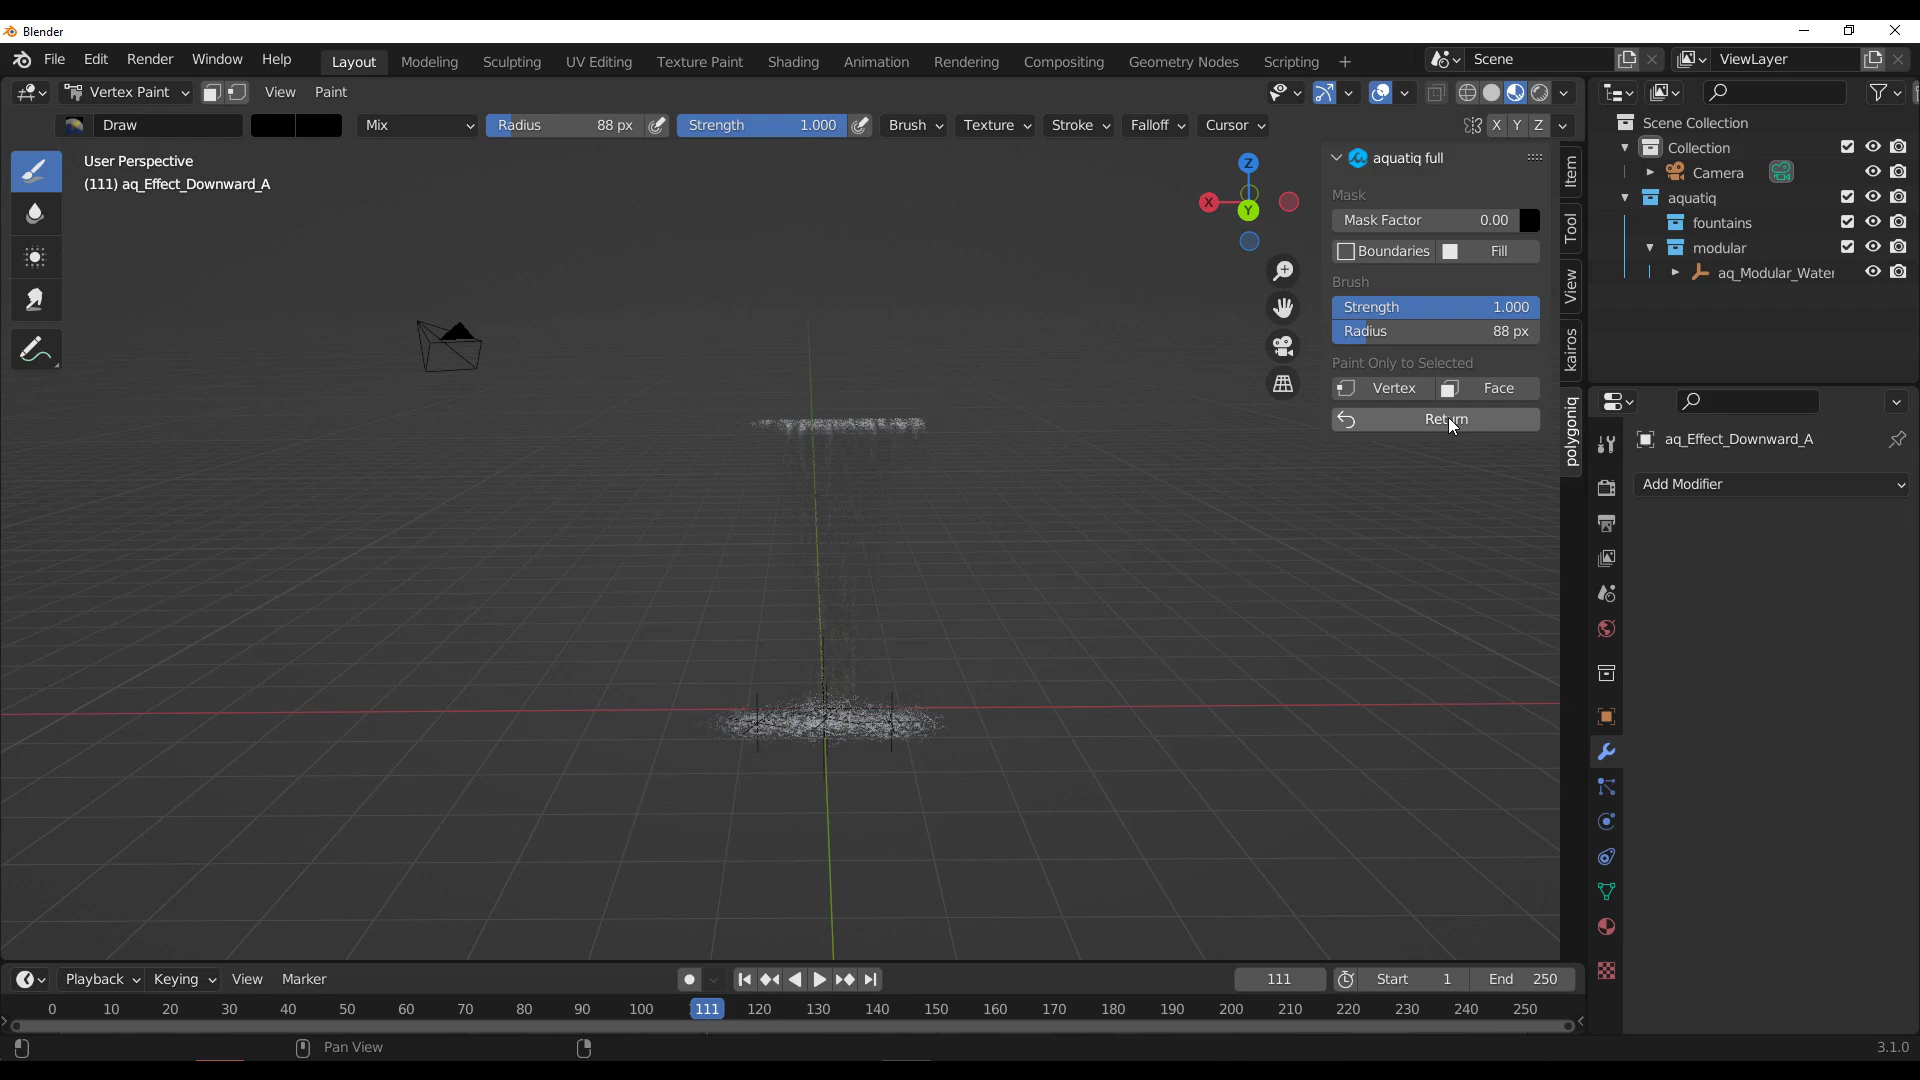 Blender
File Edit Render Window Help Layout Modeling Sculpting UV Editing Texture Paint Shading Animation Rendering Compositing Geometry Nodes Scripting + Scene ViewLayer
Vertex Paint View Paint
Draw Mix Radius 88 px Strength 1.000 Brush Texture Stroke Falloff Cursor X Y Z
User Perspective
(111) aq_Effect_Downward_A
Z
X
Y
aquatiq full
Mask
Mask Factor 0.00
Boundaries Fill
Brush
Strength 1.000
Radius 88 px
Paint Only to Selected
Vertex Face
Return
Item
Tool
View
kairos
polygoniq
Scene Collection
Collection
Camera
aquatiq
fountains
modular
aq_Modular_Water
aq_Effect_Downward_A
Add Modifier
Playback Keying View Marker 111 Start 1 End 250
0 10 20 30 40 50 60 70 80 90 100 111 120 130 140 150 160 170 180 190 200 210 220 230 240 250
Pan View 3.1.0